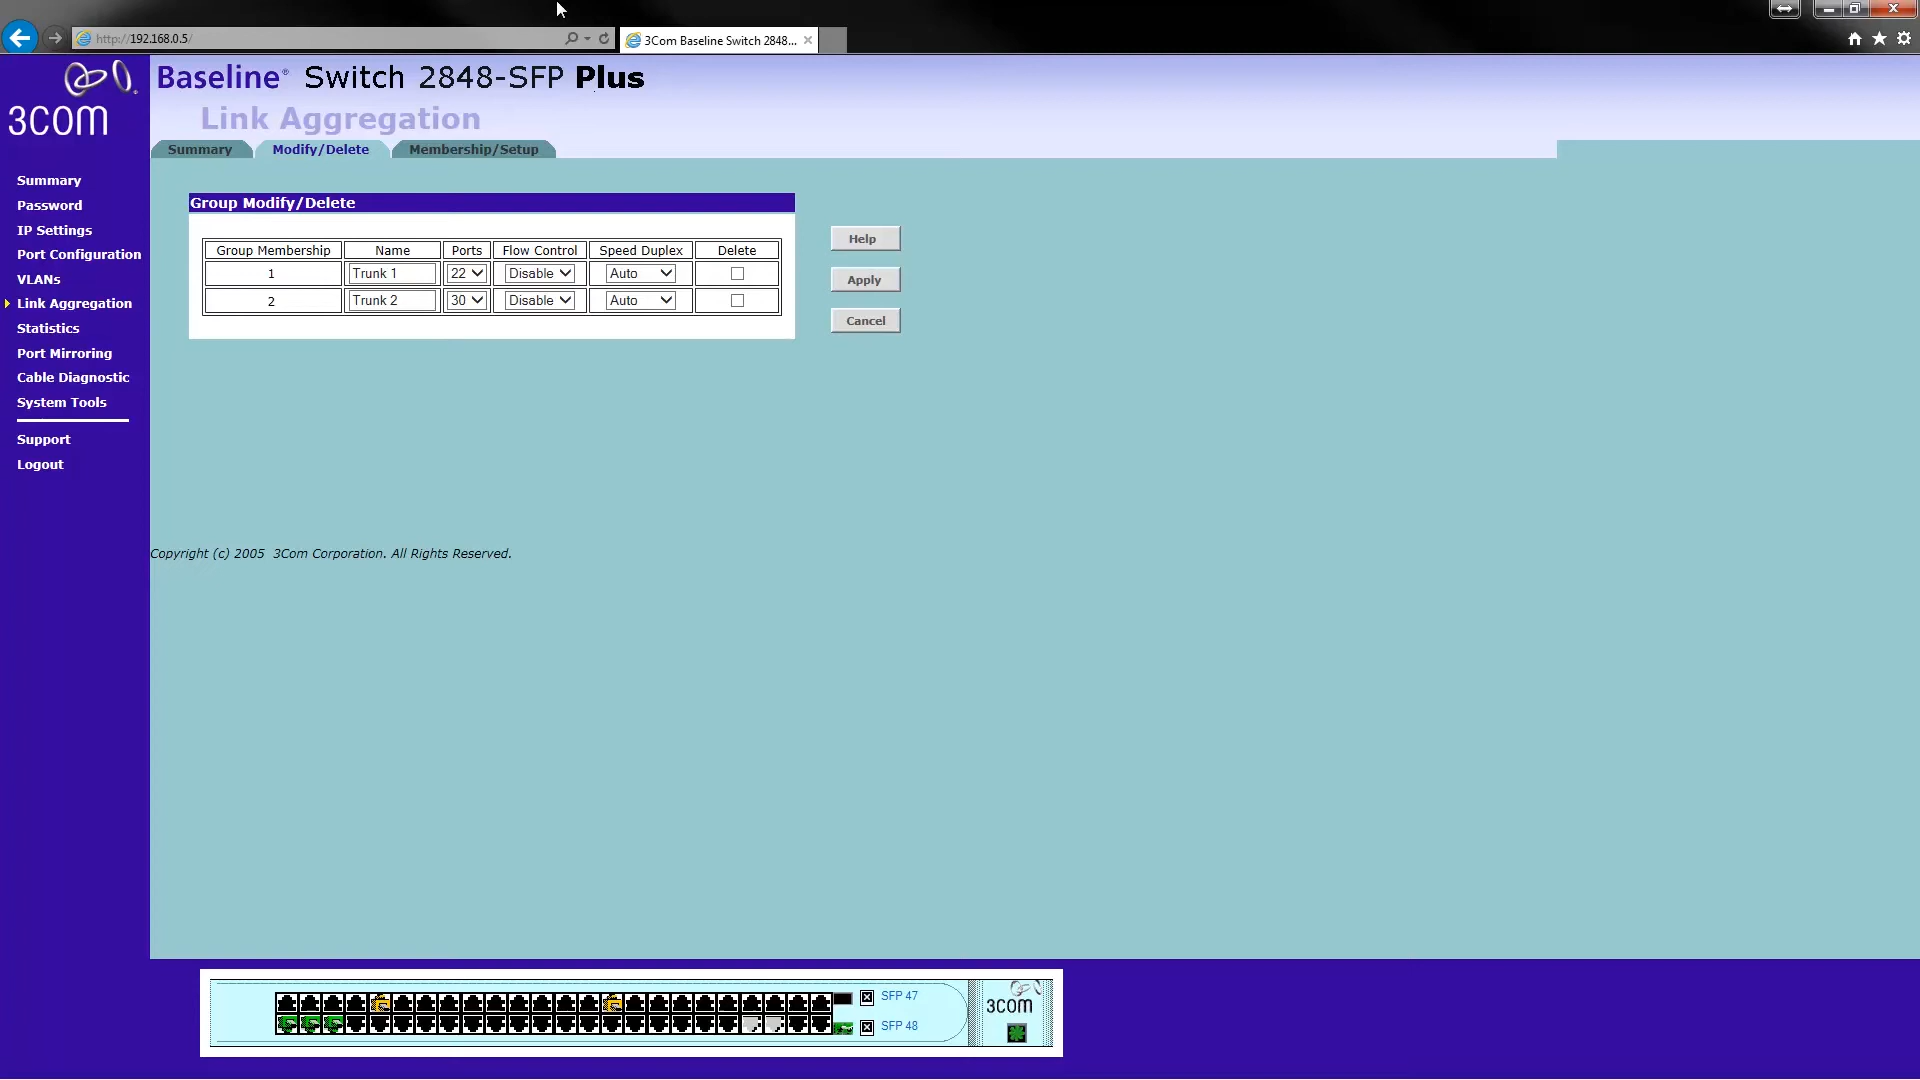 http://192.168.0.5/
3Com Baseline Switch 2848...
3COM
Baseline® Switch 2848-SFP Plus
Link Aggregation
Summary Modify/Delete Membership/Setup
Summary
Password
IP Settings
Port Configuration
VLANs
Link Aggregation
Statistics
Port Mirroring
Cable Diagnostic
System Tools
Support
Logout
Group Modify/Delete
Group Membership Name Ports Flow Control Speed Duplex Delete
1 Trunk 1 22 Disable Auto
2 Trunk 2 30 Disable Auto
Help
Apply
Cancel
Copyright (c) 2005 3Com Corporation. All Rights Reserved.
SFP 47
SFP 48
3COM